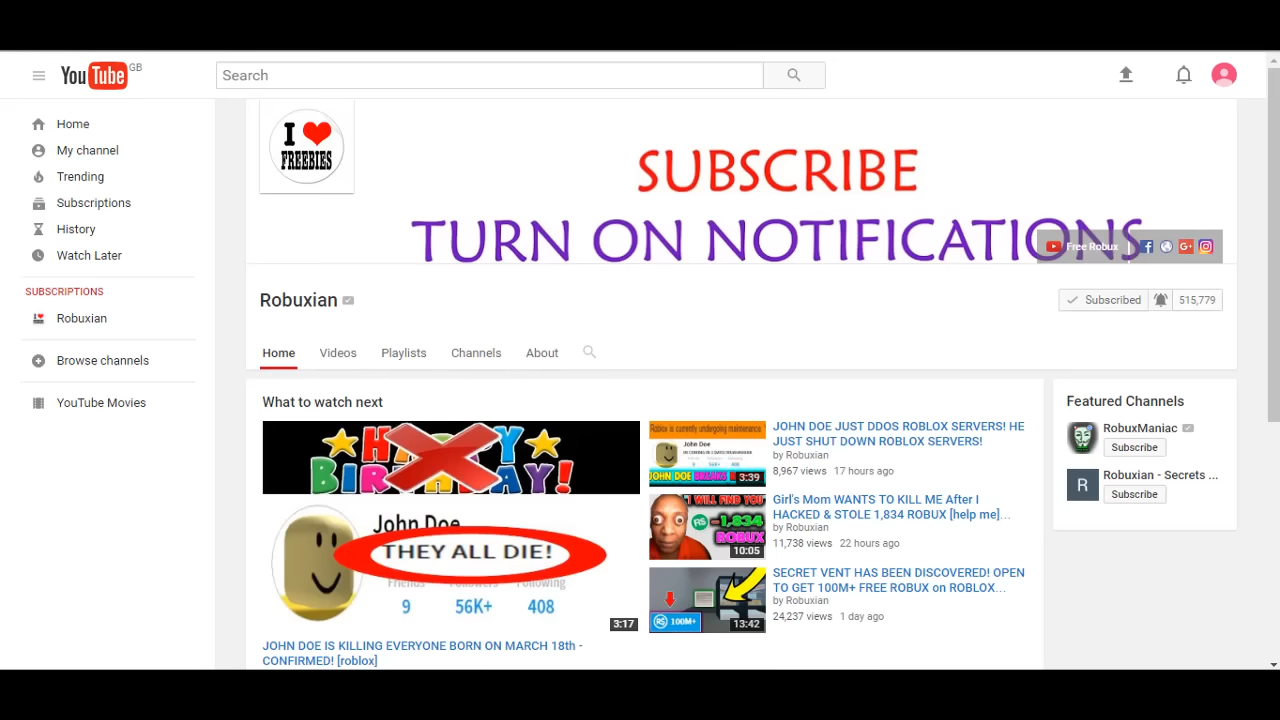 YouTube GB
Search
Home
My channel
Trending
Subscriptions
History
Watch Later
SUBSCRIPTIONS
Robuxian
Browse channels
YouTube Movies
I ❤ FREEBIES
SUBSCRIBE
TURN ON NOTIFICATIONS
Free Robux
Robuxian
Subscribed 515,779
Home Videos Playlists Channels About
What to watch next
BIRTHDAY!
John Doe
THEY ALL DIE!
Friends Followers Following
9 56K+ 408
3:17
JOHN DOE IS KILLING EVERYONE BORN ON MARCH 18th -
CONFIRMED! [roblox]
Roblox is currently undergoing maintenance
John Doe
9 56K+ 408
3:39
JOHN DOE JUST DDOS ROBLOX SERVERS! HE
JUST SHUT DOWN ROBLOX SERVERS!
by Robuxian
8,967 views 17 hours ago
"I WILL FIND YOU"
R$ -1,834
ROBUX
10:05
Girl's Mom WANTS TO KILL ME After I
HACKED & STOLE 1,834 ROBUX [help me]...
by Robuxian
11,738 views 22 hours ago
R$ 100M+
13:42
SECRET VENT HAS BEEN DISCOVERED! OPEN
TO GET 100M+ FREE ROBUX on ROBLOX...
by Robuxian
24,237 views 1 day ago
Featured Channels
RobuxManiac
Subscribe
R
Robuxian - Secrets ...
Subscribe